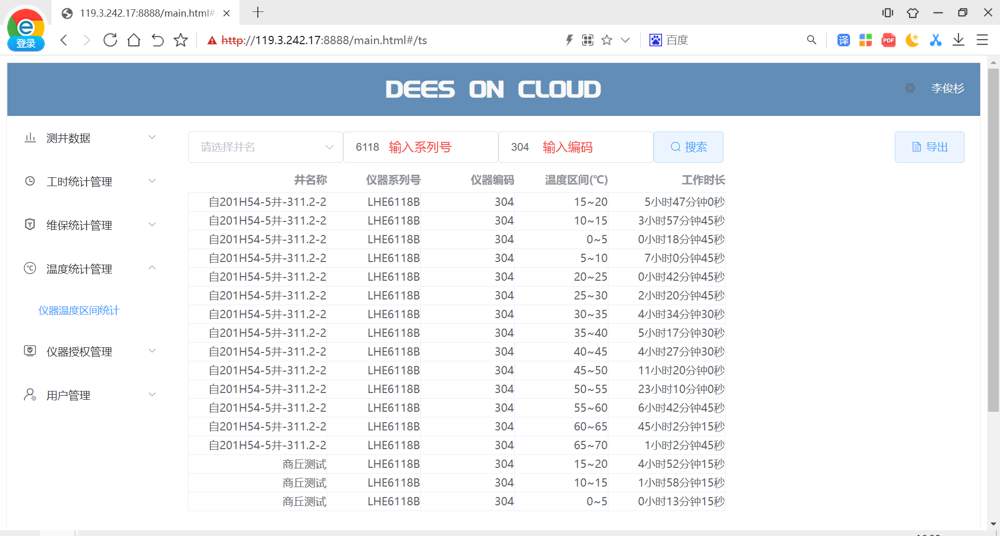 119.3.242.17:8888/main.html#
登录
http://119.3.242.17:8888/main.html#/ts
百度
译
PDF
DEES ON CLOUD
李俊杉
测井数据
工时统计管理
维保统计管理
℃ 温度统计管理
仪器温度区间统计
仪器授权管理
用户管理
请选择井名 6118 输入系列号 304 输入编码 搜索 导出
井名称 仪器系列号 仪器编码 温度区间(℃) 工作时长
自201H54-5井-311.2-2 LHE6118B 304 15~20 5小时47分钟0秒
自201H54-5井-311.2-2 LHE6118B 304 10~15 3小时57分钟45秒
自201H54-5井-311.2-2 LHE6118B 304 0~5 0小时18分钟45秒
自201H54-5井-311.2-2 LHE6118B 304 5~10 7小时0分钟45秒
自201H54-5井-311.2-2 LHE6118B 304 20~25 0小时42分钟45秒
自201H54-5井-311.2-2 LHE6118B 304 25~30 2小时20分钟45秒
自201H54-5井-311.2-2 LHE6118B 304 30~35 4小时34分钟30秒
自201H54-5井-311.2-2 LHE6118B 304 35~40 5小时17分钟30秒
自201H54-5井-311.2-2 LHE6118B 304 40~45 4小时27分钟30秒
自201H54-5井-311.2-2 LHE6118B 304 45~50 11小时20分钟0秒
自201H54-5井-311.2-2 LHE6118B 304 50~55 23小时10分钟0秒
自201H54-5井-311.2-2 LHE6118B 304 55~60 6小时42分钟45秒
自201H54-5井-311.2-2 LHE6118B 304 60~65 45小时2分钟15秒
自201H54-5井-311.2-2 LHE6118B 304 65~70 1小时2分钟45秒
商丘测试 LHE6118B 304 15~20 4小时52分钟15秒
商丘测试 LHE6118B 304 10~15 1小时58分钟15秒
商丘测试 LHE6118B 304 0~5 0小时13分钟15秒